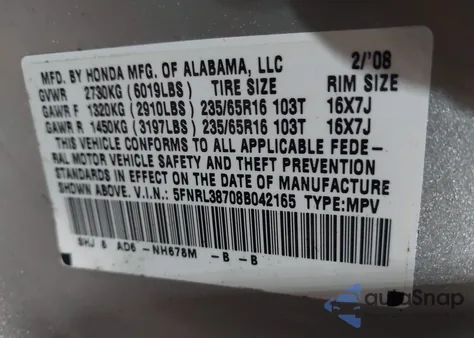 MFD. BY HONDA MFG. OF ALABAMA, LLC 2/'08
GVWR 2730KG (6019LBS) TIRE SIZE RIM SIZE
GAWR F 1320KG (2910LBS) 235/65R16 103T 16X7J
GAWR R 1450KG (3197LBS) 235/65R16 103T 16X7J
THIS VEHICLE CONFORMS TO ALL APPLICABLE FEDE-
RAL MOTOR VEHICLE SAFETY AND THEFT PREVENTION
STANDARDS IN EFFECT ON THE DATE OF MANUFACTURE
SHOWN ABOVE. V.I.N.: 5FNRL38708B042165 TYPE:MPV
SHJ 6 AD6 -NH678M -B -B
autoSnap